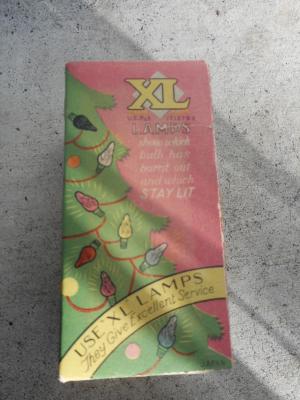 XL
LAMPS
show which
bulb has
burnt out
and which
STAY LIT
USE "XL" LAMPS
They Give Excellent Service
JAPAN